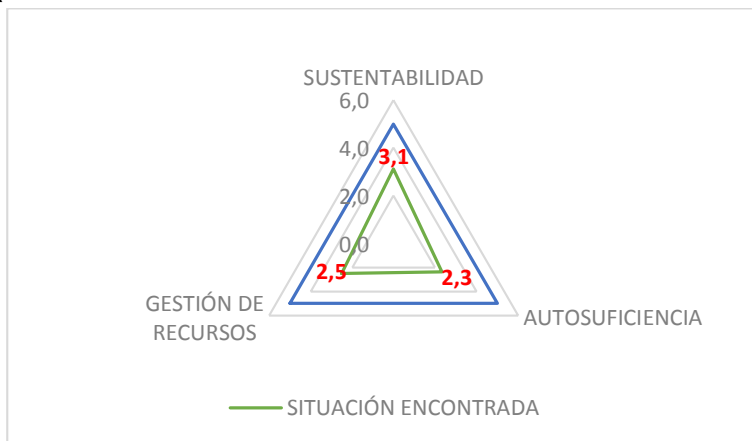 SUSTENTABILIDAD
6,0
4,0
3,1
2,0
0,0
2,5
2,3
GESTIÓN DE
RECURSOS
AUTOSUFICIENCIA
SITUACIÓN ENCONTRADA